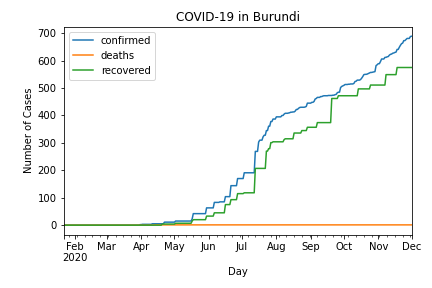 COVID-19 in Burundi
confirmed
deaths
recovered
Number of Cases
700
600
500
400
300
200
100
0
Feb Mar Apr May Jun Jul Aug Sep Oct Nov Dec
2020
Day